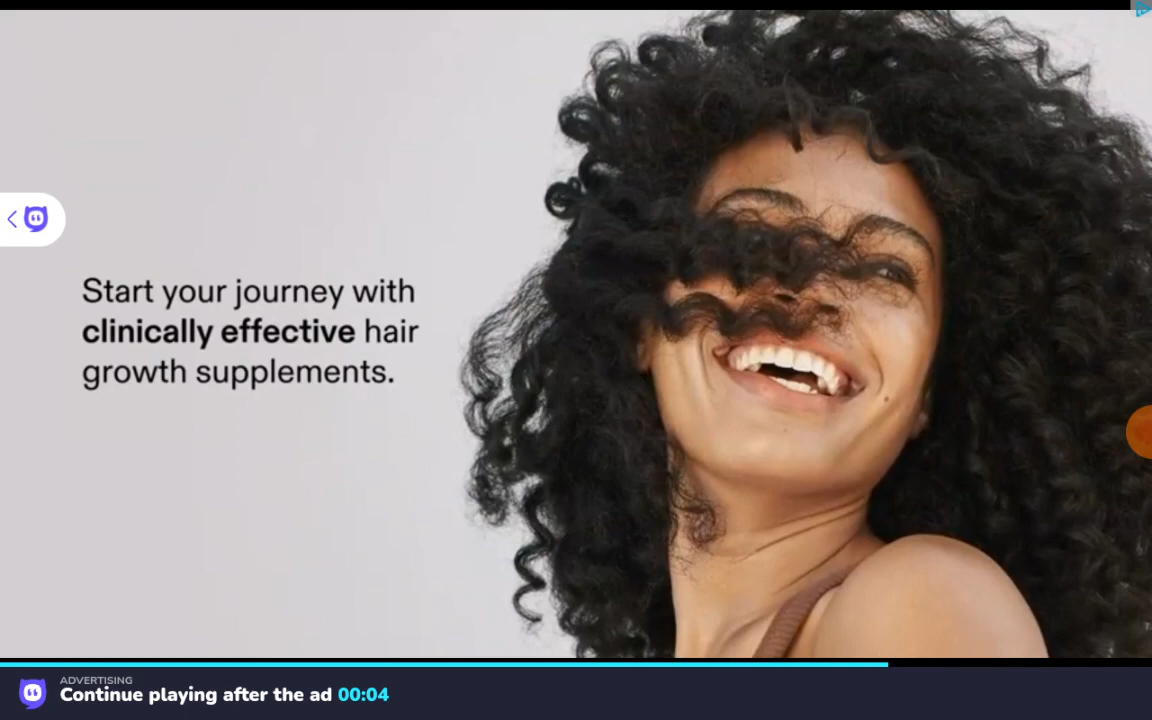 Start your journey with
clinically effective hair
growth supplements.
ADVERTISING
Continue playing after the ad 00:04